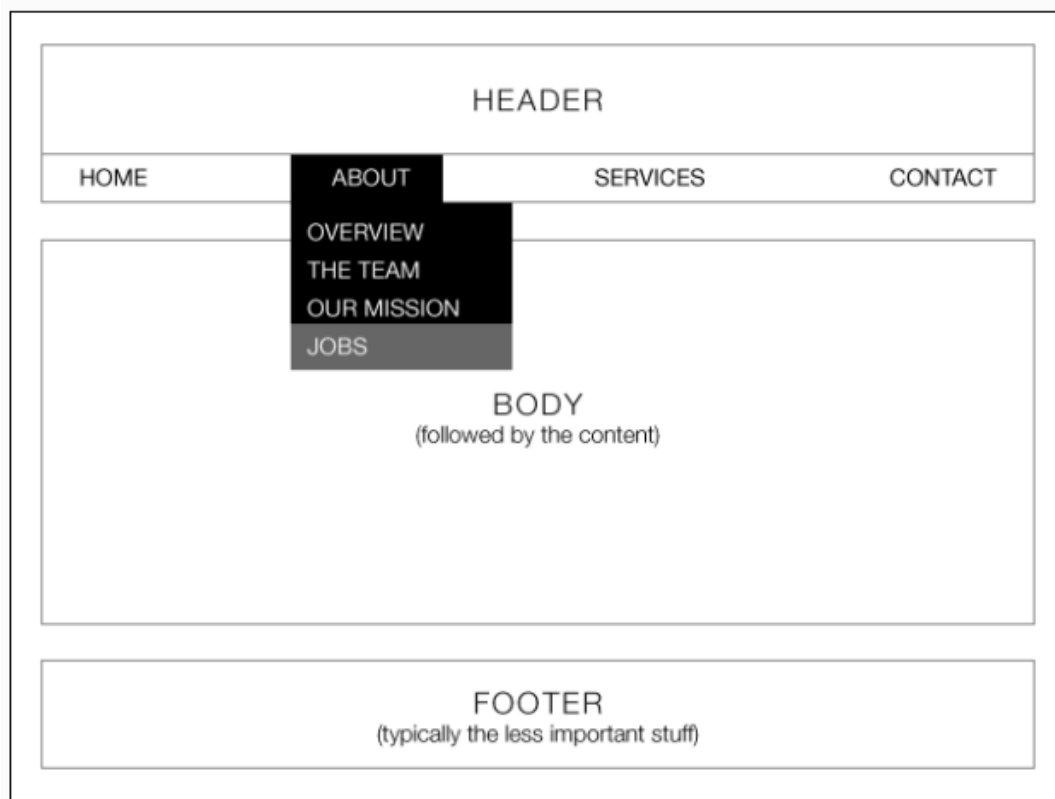 HEADER
HOME ABOUT SERVICES CONTACT
OVERVIEW
THE TEAM
OUR MISSION
JOBS
BODY
(followed by the content)
FOOTER
(typically the less important stuff)